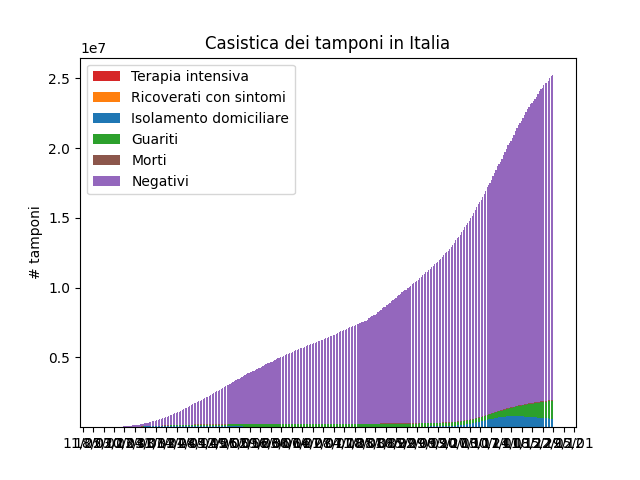 Casistica dei tamponi in Italia
1e7
Terapia intensiva
Ricoverati con sintomi
Isolamento domiciliare
Guariti
Morti
Negativi
# tamponi
2.5
2.0
1.5
1.0
0.5